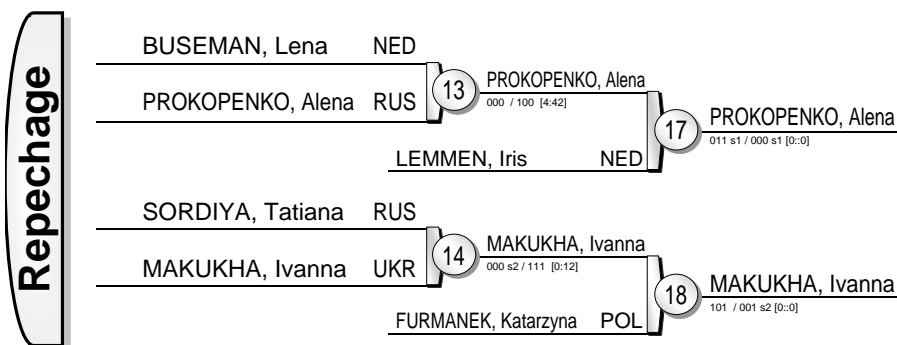 Repechage
BUSEMAN, Lena NED
PROKOPENKO, Alena RUS
13
PROKOPENKO, Alena
000 / 100 [4:42]
LEMMEN, Iris NED
17
PROKOPENKO, Alena
011 s1 / 000 s1 [0::0]
SORDIYA, Tatiana RUS
MAKUKHA, Ivanna UKR
14
MAKUKHA, Ivanna
000 s2 / 111 [0:12]
FURMANEK, Katarzyna POL
18
MAKUKHA, Ivanna
101 / 001 s2 [0::0]